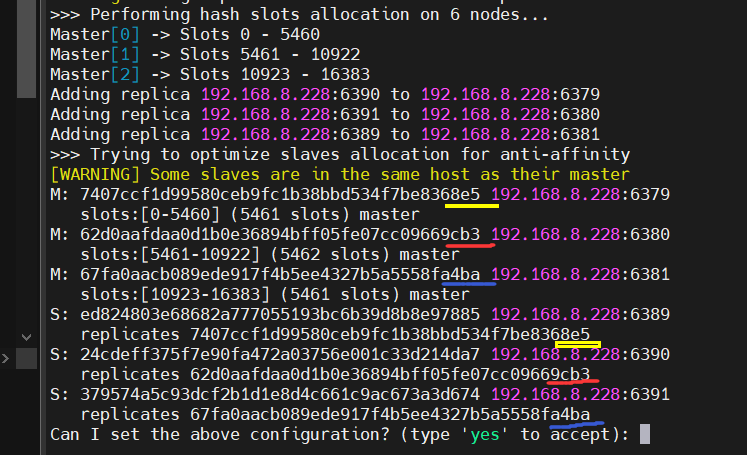 >>> Performing hash slots allocation on 6 nodes...
Master[0] -> Slots 0 - 5460
Master[1] -> Slots 5461 - 10922
Master[2] -> Slots 10923 - 16383
Adding replica 192.168.8.228:6390 to 192.168.8.228:6379
Adding replica 192.168.8.228:6391 to 192.168.8.228:6380
Adding replica 192.168.8.228:6389 to 192.168.8.228:6381
>>> Trying to optimize slaves allocation for anti-affinity
[WARNING] Some slaves are in the same host as their master
M: 7407ccf1d99580ceb9fc1b38bbd534f7be8368e5 192.168.8.228:6379
slots:[0-5460] (5461 slots) master
M: 62d0aafdaa0d1b0e36894bff05fe07cc09669cb3 192.168.8.228:6380
slots:[5461-10922] (5462 slots) master
M: 67fa0aacb089ede917f4b5ee4327b5a5558fa4ba 192.168.8.228:6381
slots:[10923-16383] (5461 slots) master
S: ed824803e68682a777055193bc6b39d8b8e97885 192.168.8.228:6389
replicates 7407ccf1d99580ceb9fc1b38bbd534f7be8368e5
S: 24cdeff375f7e90fa472a03756e001c33d214da7 192.168.8.228:6390
replicates 62d0aafdaa0d1b0e36894bff05fe07cc09669cb3
S: 379574a5c93dcf2b1d1e8d4c661c9ac673a3d674 192.168.8.228:6391
replicates 67fa0aacb089ede917f4b5ee4327b5a5558fa4ba
Can I set the above configuration? (type 'yes' to accept):